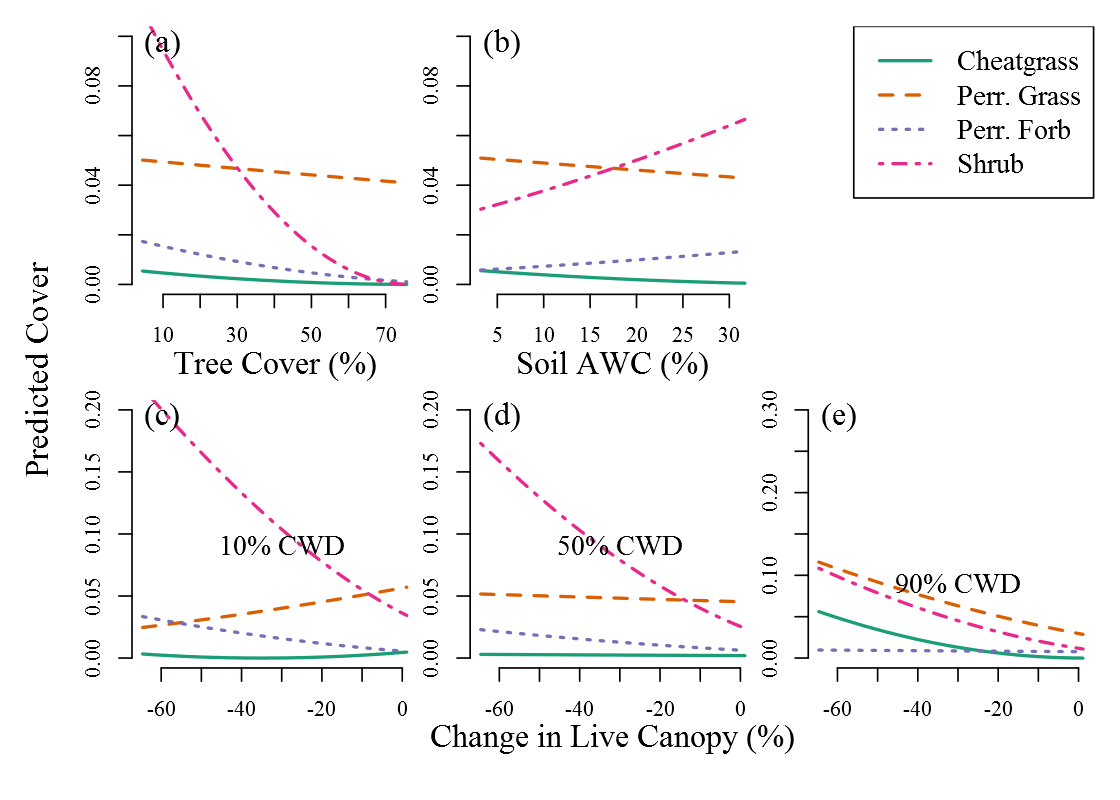 (a)
0.00 0.04 0.08
10 30 50 70
Tree Cover (%)
(b)
0.00 0.04 0.08
5 10 15 20 25 30
Soil AWC (%)
Cheatgrass
Perr. Grass
Perr. Forb
Shrub
Predicted Cover
(c)
0.00 0.05 0.10 0.15 0.20
10% CWD
-60 -40 -20 0
(d)
0.00 0.05 0.10 0.15 0.20
50% CWD
-60 -40 -20 0
(e)
0.00 0.10 0.20 0.30
90% CWD
-60 -40 -20 0
Change in Live Canopy (%)